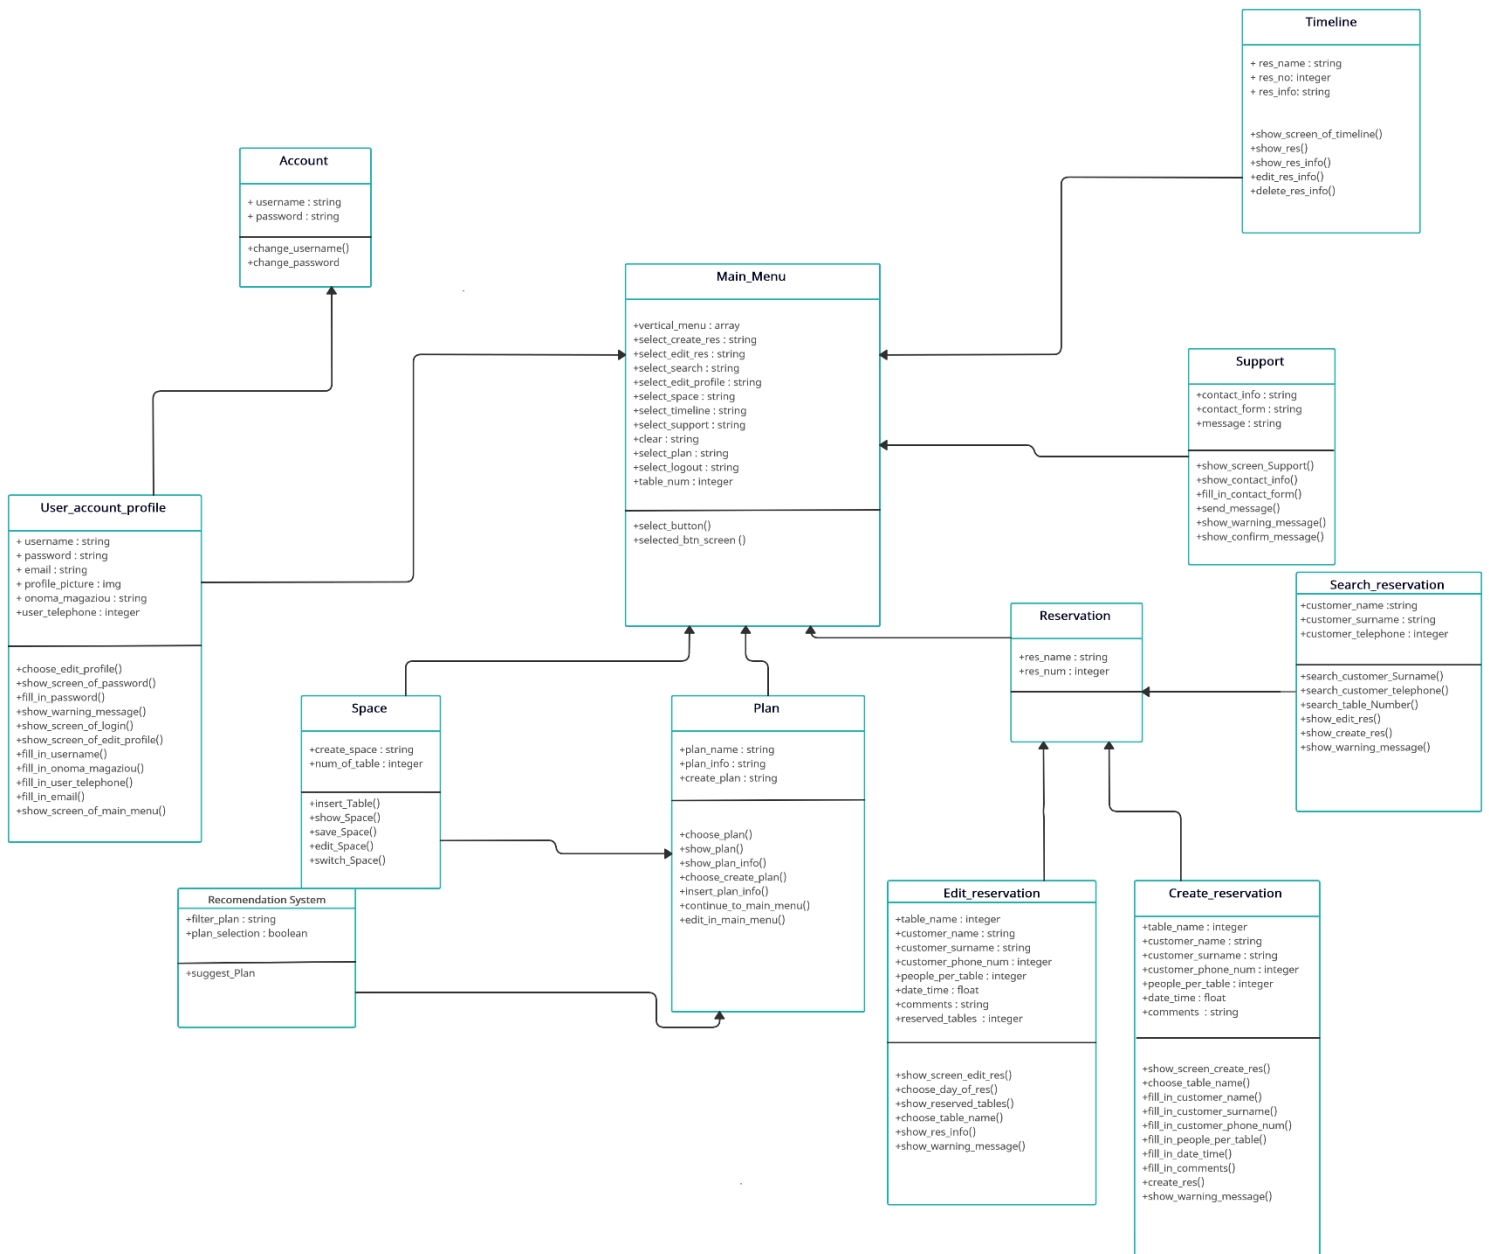 Timeline
+ res_name : string
+ res_no: integer
+ res_info: string
+show_screen_of_timeline()
+show_res()
+show_res_info()
+edit_res_info()
+delete_res_info()
Account
+ username : string
+ password : string
+change_username()
+change_password
Main_Menu
+vertical_menu : array
+select_create_res : string
+select_edit_res : string
+select_search : string
+select_edit_profile : string
+select_space : string
+select_timeline : string
+select_support : string
+clear : string
+select_plan : string
+select_logout : string
+table_num : integer
+select_button()
+selected_btn_screen ()
Support
+contact_info : string
+contact_form : string
+message : string
+show_screen_Support()
+show_contact_info()
+fill_in_contact_form()
+send_message()
+show_warning_message()
+show_confirm_message()
User_account_profile
+ username : string
+ password : string
+ email : string
+ profile_picture : img
+ onoma_magaziou : string
+user_telephone : integer
+choose_edit_profile()
+show_screen_of_password()
+fill_in_password()
+show_warning_message()
+show_screen_of_login()
+show_screen_of_edit_profile()
+fill_in_username()
+fill_in_onoma_magaziou()
+fill_in_user_telephone()
+fill_in_email()
+show_screen_of_main_menu()
Search_reservation
+customer_name :string
+customer_surname : string
+customer_telephone : integer
+search_customer_Surname()
+search_customer_telephone()
+search_table_Number()
+show_edit_res()
+show_create_res()
+show_warning_message()
Reservation
+res_name : string
+res_num : integer
Space
+create_space : string
+num_of_table : integer
+insert_Table()
+show_Space()
+save_Space()
+edit_Space()
+switch_Space()
Plan
+plan_name : string
+plan_info : string
+create_plan : string
+choose_plan()
+show_plan()
+show_plan_info()
+choose_create_plan()
+insert_plan_info()
+continue_to_main_menu()
+edit_in_main_menu()
Recomendation System
+filter_plan : string
+plan_selection : boolean
+suggest_Plan
Edit_reservation
+table_name : integer
+customer_name : string
+customer_surname : string
+customer_phone_num : integer
+people_per_table : integer
+date_time : float
+comments : string
+reserved_tables  : integer
+show_screen_edit_res()
+choose_day_of_res()
+show_reserved_tables()
+choose_table_name()
+show_res_info()
+show_warning_message()
Create_reservation
+table_name : integer
+customer_name : string
+customer_surname : string
+customer_phone_num : integer
+people_per_table : integer
+date_time : float
+comments  : string
+show_screen_create_res()
+choose_table_name()
+fill_in_customer_name()
+fill_in_customer_surname()
+fill_in_customer_phone_num()
+fill_in_people_per_table()
+fill_in_date_time()
+fill_in_comments()
+create_res()
+show_warning_message()